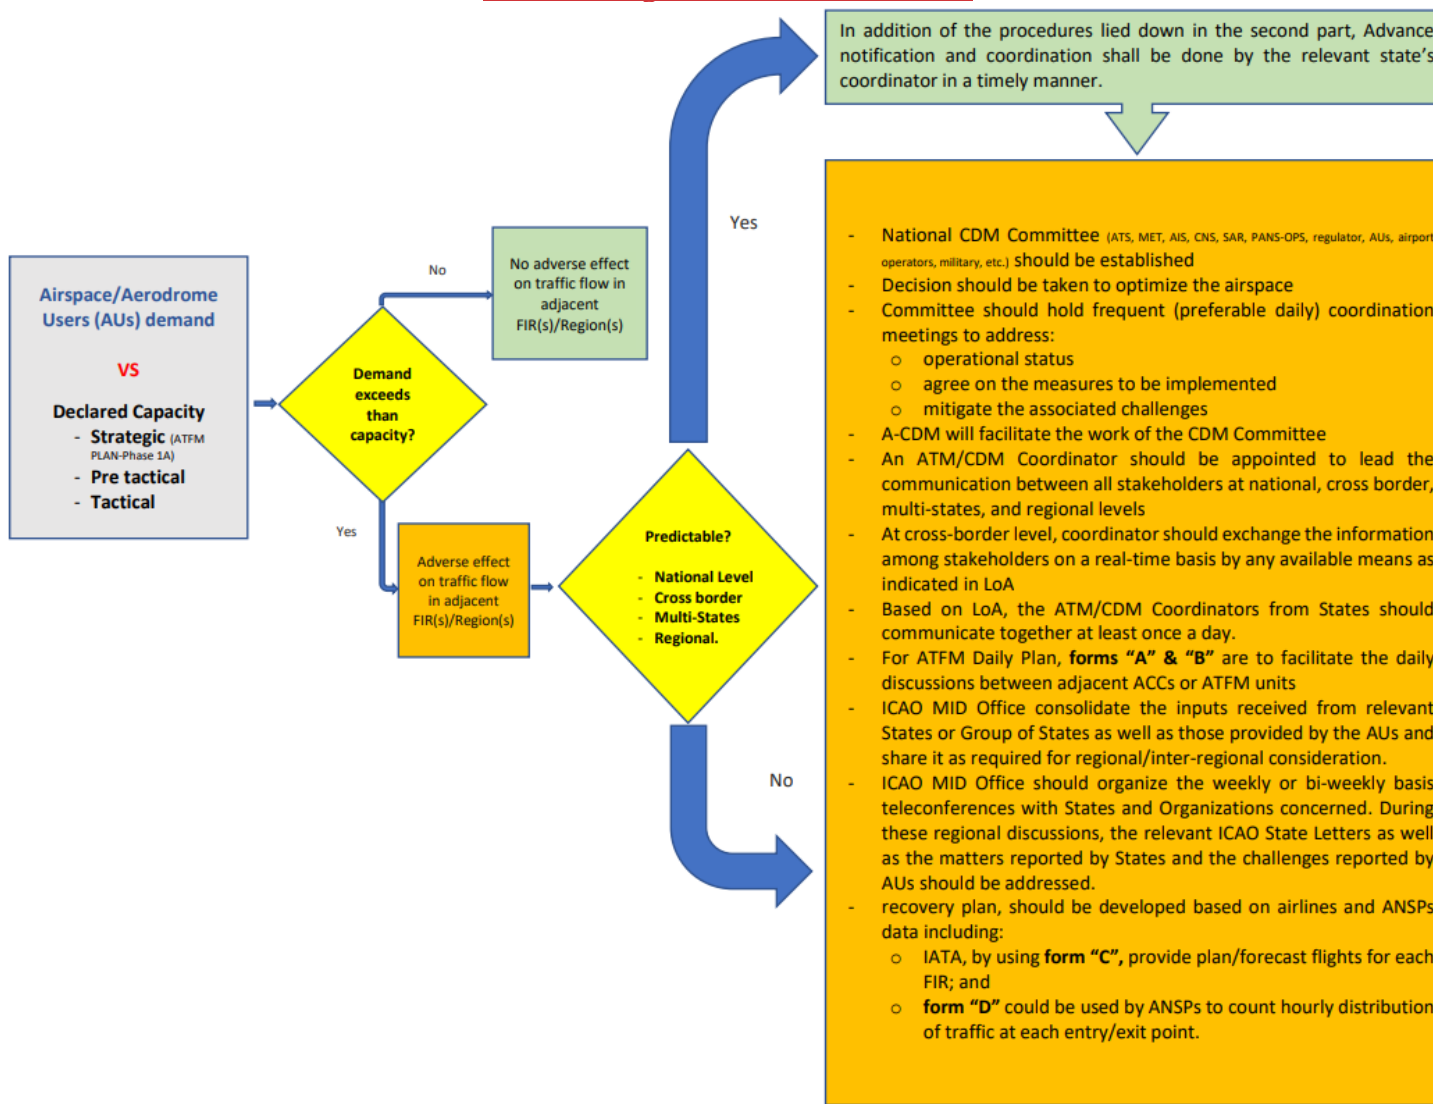 In addition of the procedures lied down in the second part, Advance
notification and coordination shall be done by the relevant state’s
coordinator in a timely manner.
Yes
Airspace/Aerodrome
Users (AUs) demand
VS
Declared Capacity
- Strategic (ATFM
PLAN-Phase 1A)
- Pre tactical
- Tactical
No
No adverse effect
on traffic flow in
adjacent
FIR(s)/Region(s)
Demand
exceeds
than
capacity?
Yes
Adverse effect
on traffic flow
in adjacent
FIR(s)/Region(s)
Predictable?
- National Level
- Cross border
- Multi-States
- Regional.
No
- National CDM Committee (ATS, MET, AIS, CNS, SAR, PANS-OPS, regulator, AUs, airport
operators, military, etc.) should be established
- Decision should be taken to optimize the airspace
- Committee should hold frequent (preferable daily) coordination
meetings to address:
o operational status
o agree on the measures to be implemented
o mitigate the associated challenges
- A-CDM will facilitate the work of the CDM Committee
- An ATM/CDM Coordinator should be appointed to lead the
communication between all stakeholders at national, cross border,
multi-states, and regional levels
- At cross-border level, coordinator should exchange the information
among stakeholders on a real-time basis by any available means as
indicated in LoA
- Based on LoA, the ATM/CDM Coordinators from States should
communicate together at least once a day.
- For ATFM Daily Plan, forms “A” & “B” are to facilitate the daily
discussions between adjacent ACCs or ATFM units
- ICAO MID Office consolidate the inputs received from relevant
States or Group of States as well as those provided by the AUs and
share it as required for regional/inter-regional consideration.
- ICAO MID Office should organize the weekly or bi-weekly basis
teleconferences with States and Organizations concerned. During
these regional discussions, the relevant ICAO State Letters as well
as the matters reported by States and the challenges reported by
AUs should be addressed.
- recovery plan, should be developed based on airlines and ANSPs
data including:
o IATA, by using form “C”, provide plan/forecast flights for each
FIR; and
o form “D” could be used by ANSPs to count hourly distribution
of traffic at each entry/exit point.